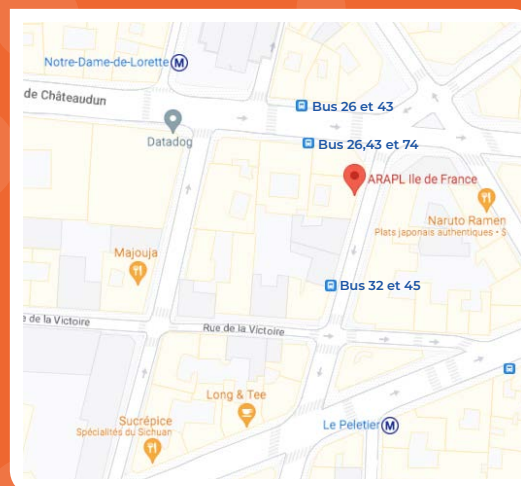 Notre-Dame-de-Lorette M
de Châteaudun
Bus 26 et 43
Datadog
Bus 26,43 et 74
ARAPL Ile de France
Naruto Ramen
Plats japonais authentiques • S
Majouja
Bus 32 et 45
e de la Victoire
Rue de la Victoire
Long & Tee
Sucrépice
Spécialités du Sichuan
Le Peletier M